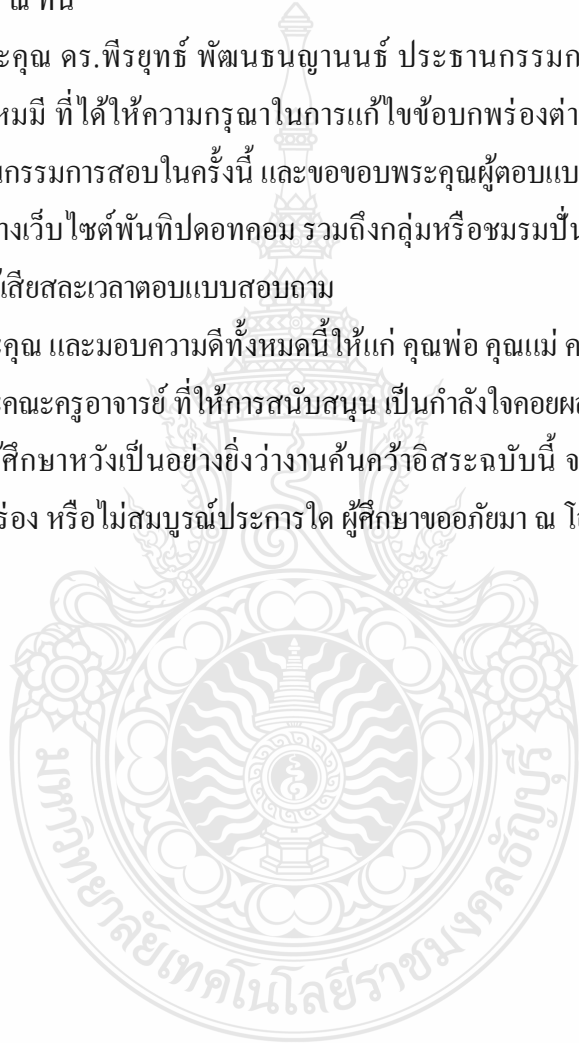 ะคุณ ดร.พีรยุทธ์ พัฒนธนญานนธ์ ประธานกรรมก
หมมี ที่ได้ให้ความกรุณาในการแก้ไขข้อบกพร่องต่า
นกรรมการสอบในครั้งนี้ และขอขอบพระคุณผู้ตอบแบ
างเว็บไซต์พันทิปดอทคอม รวมถึงกลุ่มหรือชมรมปั่น
้เสียสละเวลาตอบแบบสอบถาม
ะคุณ และมอบความดีทั้งหมดนี้ให้แก่ คุณพ่อ คุณแม่ ค
ะคณะครูอาจารย์ ที่ให้การสนับสนุน เป็นกำลังใจคอยผ
ู้ศึกษาหวังเป็นอย่างยิ่งว่างานค้นคว้าอิสระฉบับนี้ จ
ร่อง หรือไม่สมบูรณ์ประการใด ผู้ศึกษาขออภัยมา ณ โ
มหาวิทยาลัยเทคโนโลยีราชมงคลธัญบุรี